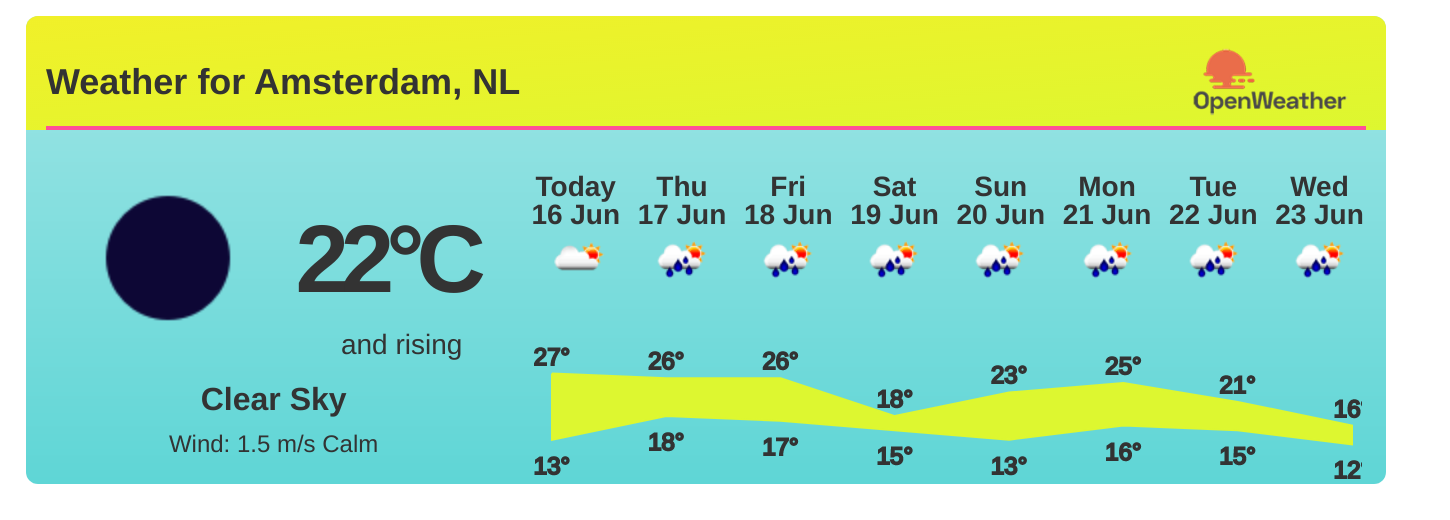 Weather for Amsterdam, NL
OpenWeather
Today Thu Fri Sat Sun Mon Tue Wed
16 Jun 17 Jun 18 Jun 19 Jun 20 Jun 21 Jun 22 Jun 23 Jun
22°C
and rising
Clear Sky
Wind: 1.5 m/s Calm
27° 26° 26° 18° 23° 25° 21° 16°
13° 18° 17° 15° 13° 16° 15° 12°